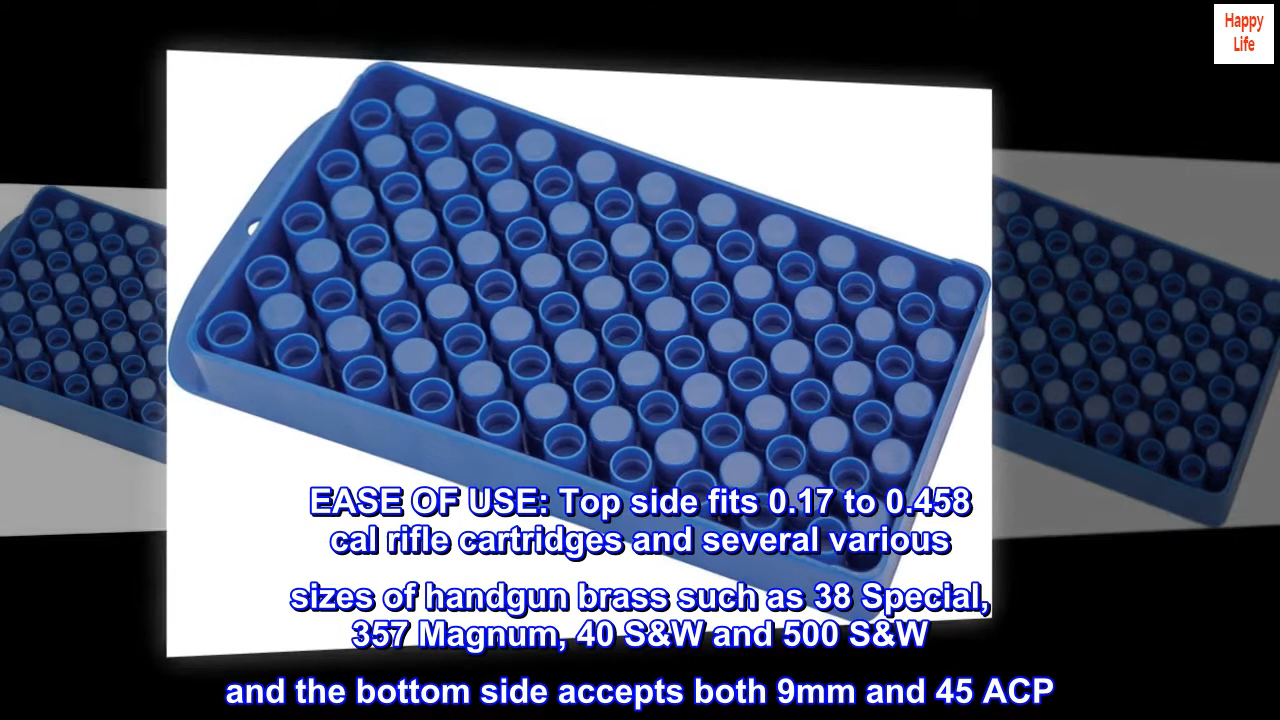 Happy
Life
EASE OF USE: Top side fits 0.17 to 0.458
cal rifle cartridges and several various
sizes of handgun brass such as 38 Special,
357 Magnum, 40 S&W and 500 S&W
and the bottom side accepts both 9mm and 45 ACP